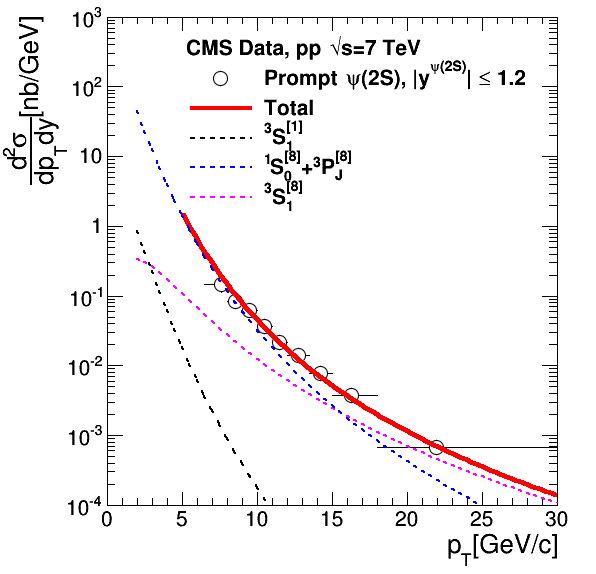 CMS Data, pp √s=7 TeV
Prompt ψ(2S), |y^ψ(2S)| ≤ 1.2
Total
³S₁^[1]
¹S₀^[8]+³P_J^[8]
³S₁^[8]
d²σ/dp_Tdy[nb/GeV]
10³
10²
10
1
10⁻¹
10⁻²
10⁻³
10⁻⁴
0 5 10 15 20 25 30
p_T[GeV/c]